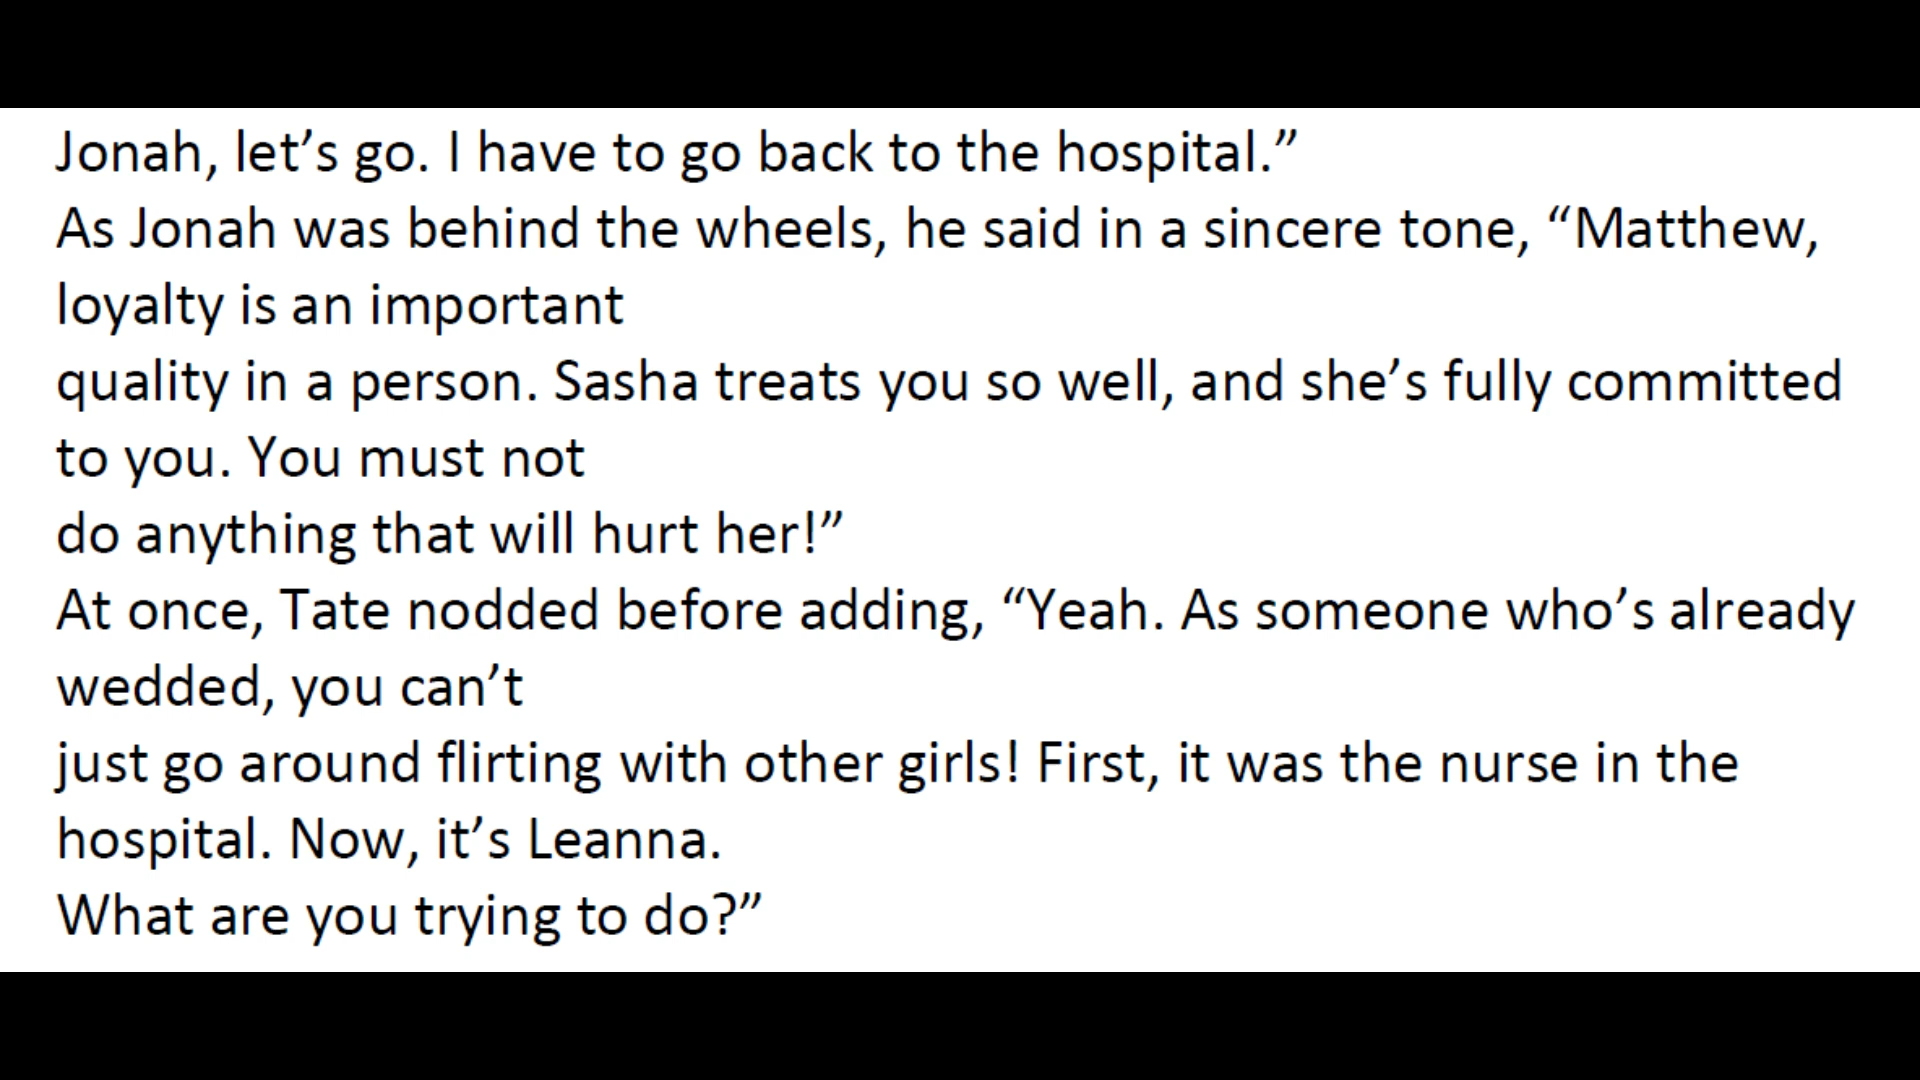 Jonah, let’s go. I have to go back to the hospital.”
As Jonah was behind the wheels, he said in a sincere tone, “Matthew,
loyalty is an important
quality in a person. Sasha treats you so well, and she’s fully committed
to you. You must not
do anything that will hurt her!”
At once, Tate nodded before adding, “Yeah. As someone who’s already
wedded, you can’t
just go around flirting with other girls! First, it was the nurse in the
hospital. Now, it’s Leanna.
What are you trying to do?”